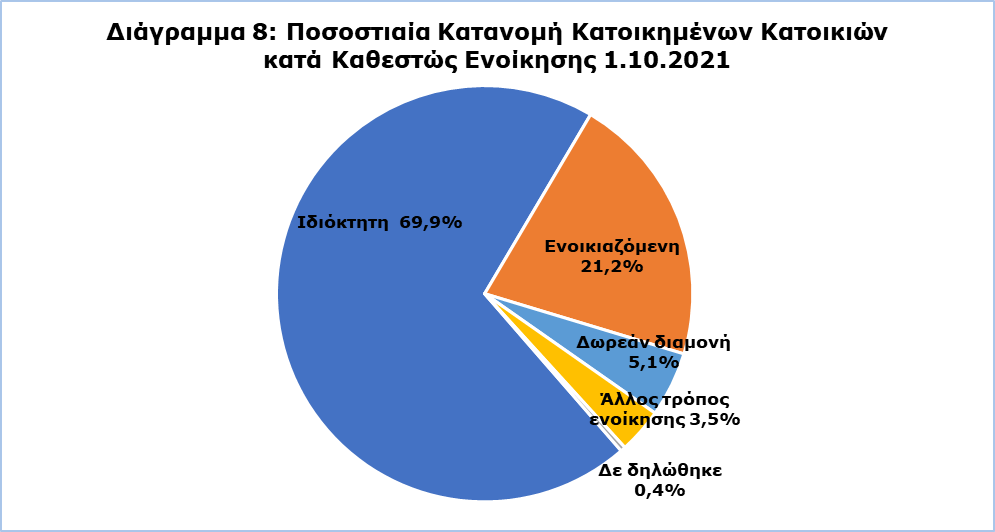 Διάγραμμα 8: Ποσοστιαία Κατανομή Κατοικημένων Κατοικιών
κατά Καθεστώς Ενοίκησης 1.10.2021
Ιδιόκτητη 69,9%
Ενοικιαζόμενη
21,2%
Δωρεάν διαμονή
5,1%
Άλλος τρόπος
ενοίκησης 3,5%
Δε δηλώθηκε
0,4%